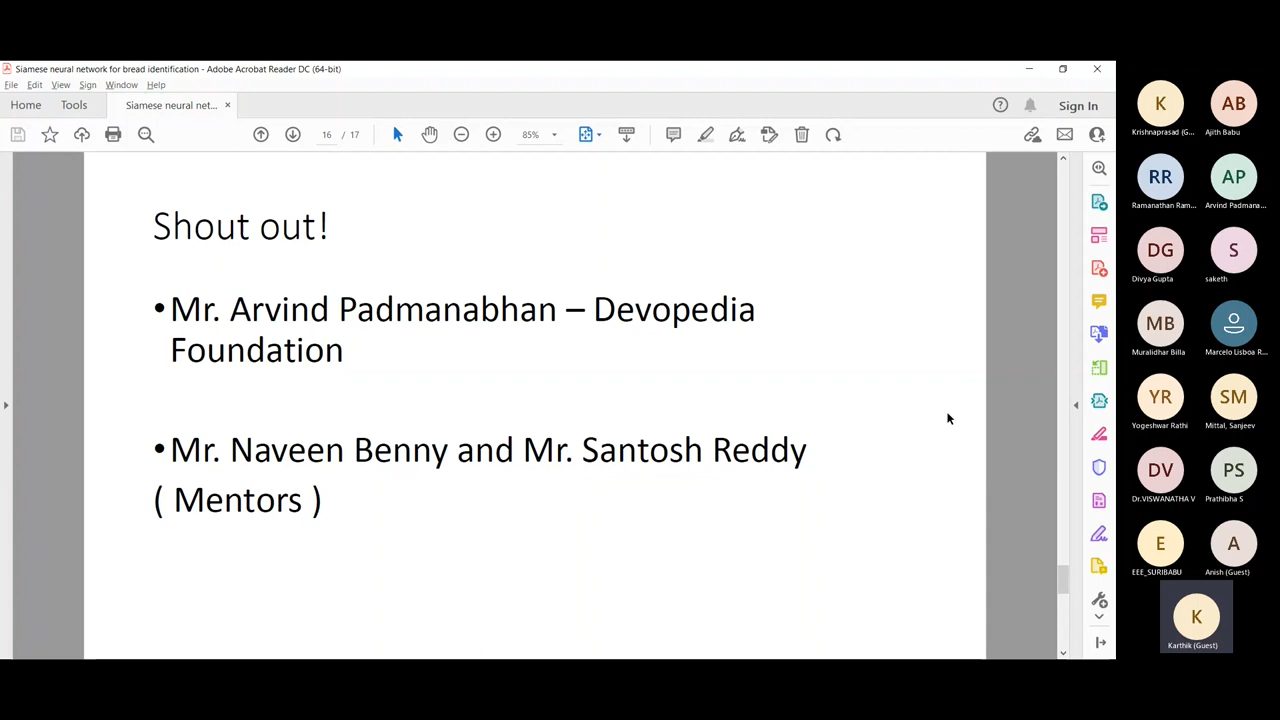 Siamese neural network for bread identification - Adobe Acrobat Reader DC (64-bit)
File Edit View Sign Window Help
Home Tools Siamese neural net... × Sign In
16 / 17 85%
Shout out!
•Mr. Arvind Padmanabhan – Devopedia
Foundation
•Mr. Naveen Benny and Mr. Santosh Reddy
( Mentors )
K AB
Krishnaprasad (G... Ajith Babu
RR AP
Ramanathan Ram... Arvind Padmana...
DG S
Divya Gupta saketh
MB
Muralidhar Billa Marcelo Lisboa R...
YR SM
Yogeshwar Rathi Mittal, Sanjeev
DV PS
Dr.VISWANATHA V Prathibha S
E A
EEE_SURIBABU Anish (Guest)
K
Karthik (Guest)